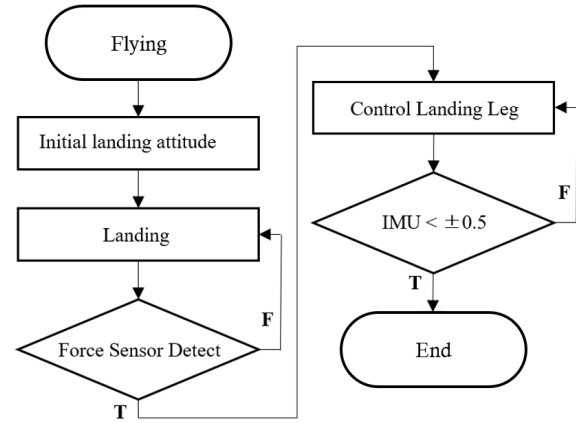 Flying
Initial landing attitude
Landing
F
Force Sensor Detect
T
Control Landing Leg
F
IMU < ±0.5
T
End